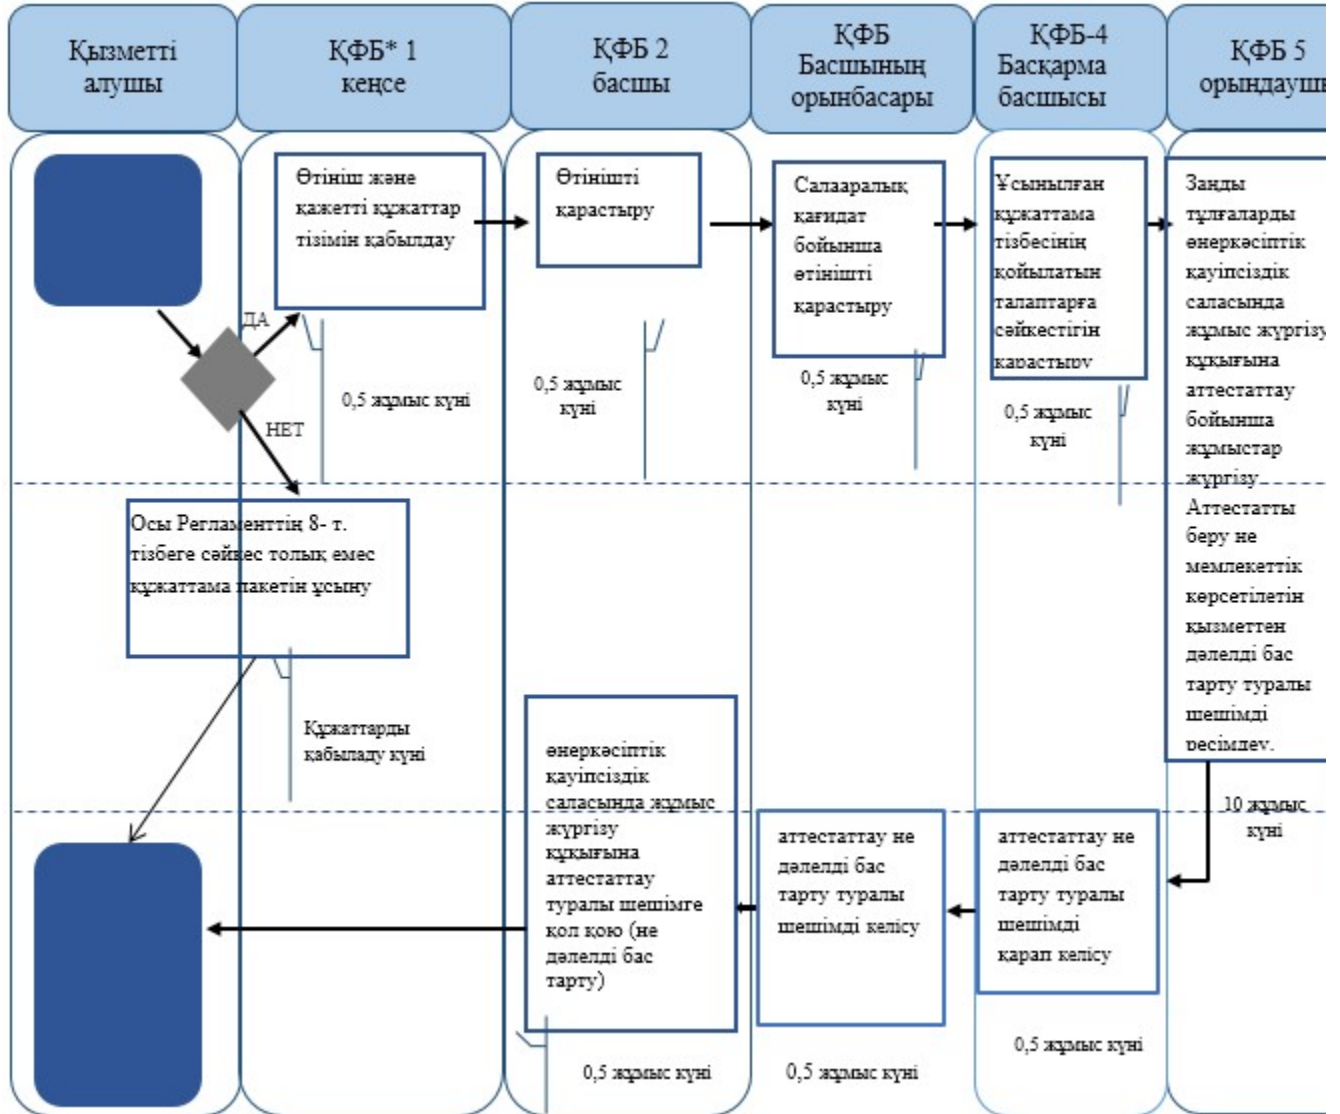 Қызметті
алушы
ҚФБ* 1
кеңсе
ҚФБ 2
басшы
ҚФБ
Басшының
орынбасары
ҚФБ-4
Басқарма
басшысы
ҚФБ 5
орындаушы
Өтініш және
қажетті құжаттар
тізімін қабылдау
Өтінішті
қарастыру
Салааралық
қағидат
бойынша
өтінішті
қарастыру
Ұсынылған
құжаттама
тізбесінің
қойылатын
талаптарға
сәйкестігін
қарастыру
Заңды
тұлғаларды
өнеркәсіптік
қауіпсіздік
саласында
жұмыс жүргізу
құқығына
аттестаттау
бойынша
жұмыстар
жүргізу
Аттестатты
беру не
мемлекеттік
көрсетілетін
қызметтен
дәлелді бас
тарту туралы
шешімді
ресімдеу.
ДА
НЕТ
0,5 жұмыс күні
0,5 жұмыс
күні
0,5 жұмыс
күні
0,5 жұмыс
күні
Осы Регламенттің 8- т.
тізбеге сәйкес толық емес
құжаттама пакетін ұсыну
Құжаттарды
қабыладу күні
өнеркәсіптік
қауіпсіздік
саласында жұмыс
жүргізу
құқығына
аттестаттау
туралы шешімге
қол қою (не
дәлелді бас
тарту)
аттестаттау не
дәлелді бас
тарту туралы
шешімді келісу
аттестаттау не
дәлелді бас
тарту туралы
шешімді
қарап келісу
10 жұмыс
күні
0,5 жұмыс күні
0,5 жұмыс күні
0,5 жұмыс күні